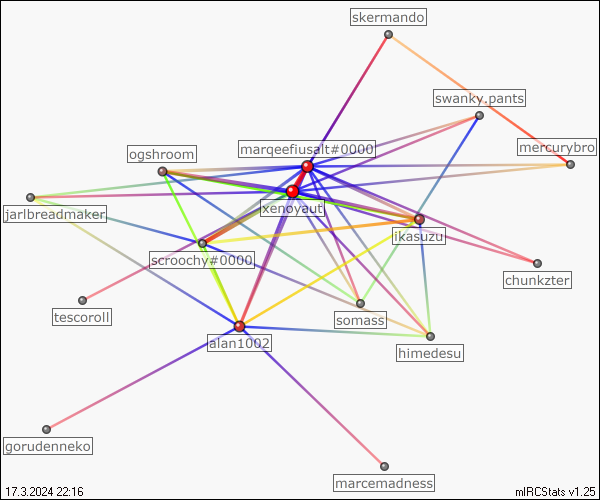 skermando
swanky.pants
marqeefiusalt#0000
mercurybro
ogshroom
xenoyaut
jarlbreadmaker
ikasuzu
scroochy#0000
chunkzter
tescoroll
somass
alan1002
himedesu
gorudenneko
marcemadness
17.3.2024 22:16
mIRCStats v1.25